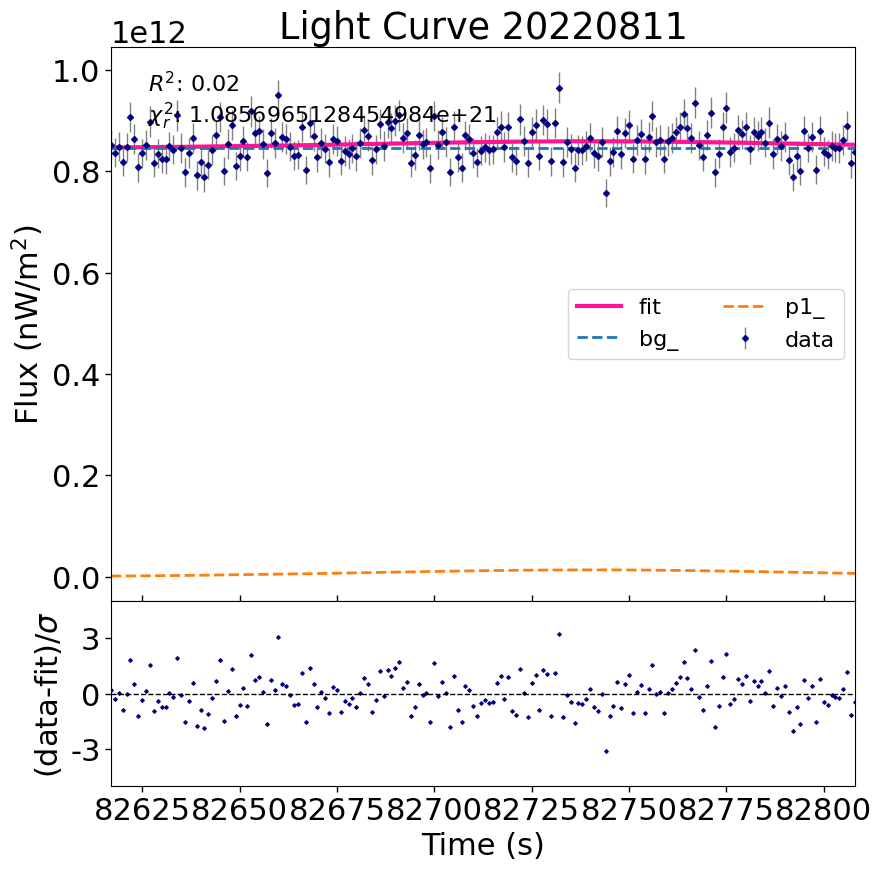 Light Curve 20220811
1e12
R²: 0.02
χ²ᵣ: 1.0856965128454984e+21
1.0
0.8
0.6
0.4
0.2
0.0
Flux (nW/m²)
fit
bg_
p1_
data
3
0
-3
(data-fit)/σ
82625 82650 82675 82700 82725 82750 82775 82800
Time (s)